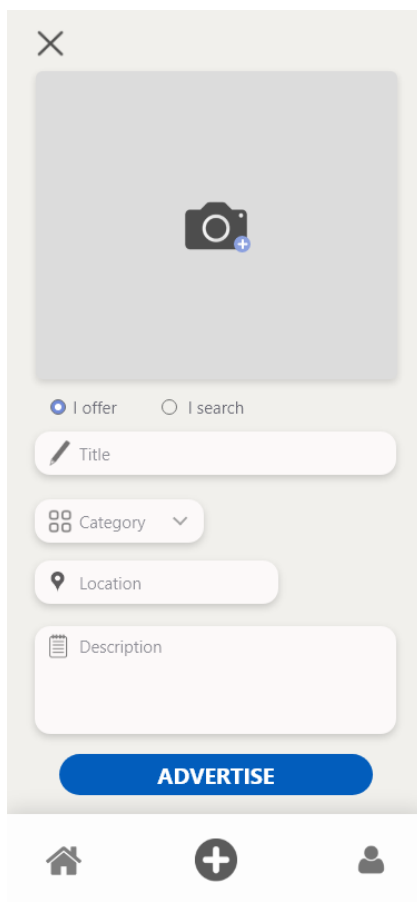 I offer I search
Title
Category
Location
Description
ADVERTISE